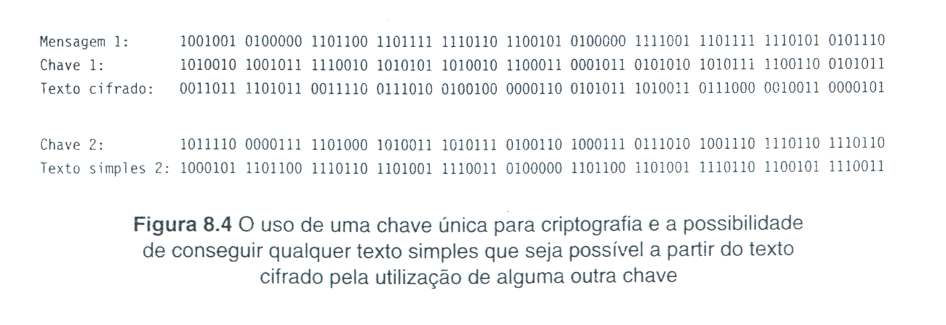 Mensagem 1: 1001001 0100000 1101100 1101111 1110110 1100101 0100000 1111001 1101111 1110101 0101110
Chave 1: 1010010 1001011 1110010 1010101 1010010 1100011 0001011 0101010 1010111 1100110 0101011
Texto cifrado: 0011011 1101011 0011110 0111010 0100100 0000110 0101011 1010011 0111000 0010011 0000101
Chave 2: 1011110 0000111 1101000 1010011 1010111 0100110 1000111 0111010 1001110 1110110 1110110
Texto simples 2: 1000101 1101100 1110110 1101001 1110011 0100000 1101100 1101001 1110110 1100101 1110011
Figura 8.4 O uso de uma chave única para criptografia e a possibilidade
de conseguir qualquer texto simples que seja possível a partir do texto
cifrado pela utilização de alguma outra chave